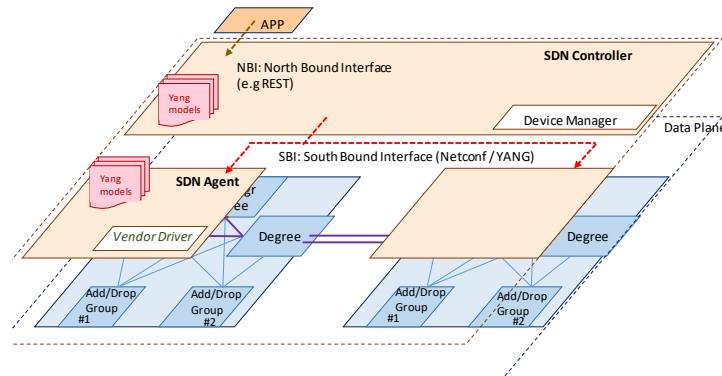 APP
SDN Controller
NBI: North Bound Interface
(e.g REST)
Yang
models
Device Manager
Data Plane
SBI: South Bound Interface (Netconf / YANG)
Yang
models
SDN Agent
Vendor Driver
Degree
Degree
Add/Drop
Group
#1
Add/Drop
Group
#2
Add/Drop
Group
#1
Add/Drop
Group
#2